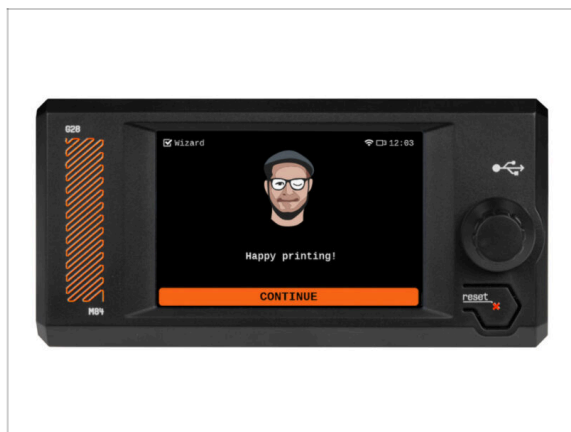 G28
Wizard
12:03
Happy printing!
CONTINUE
reset
M84